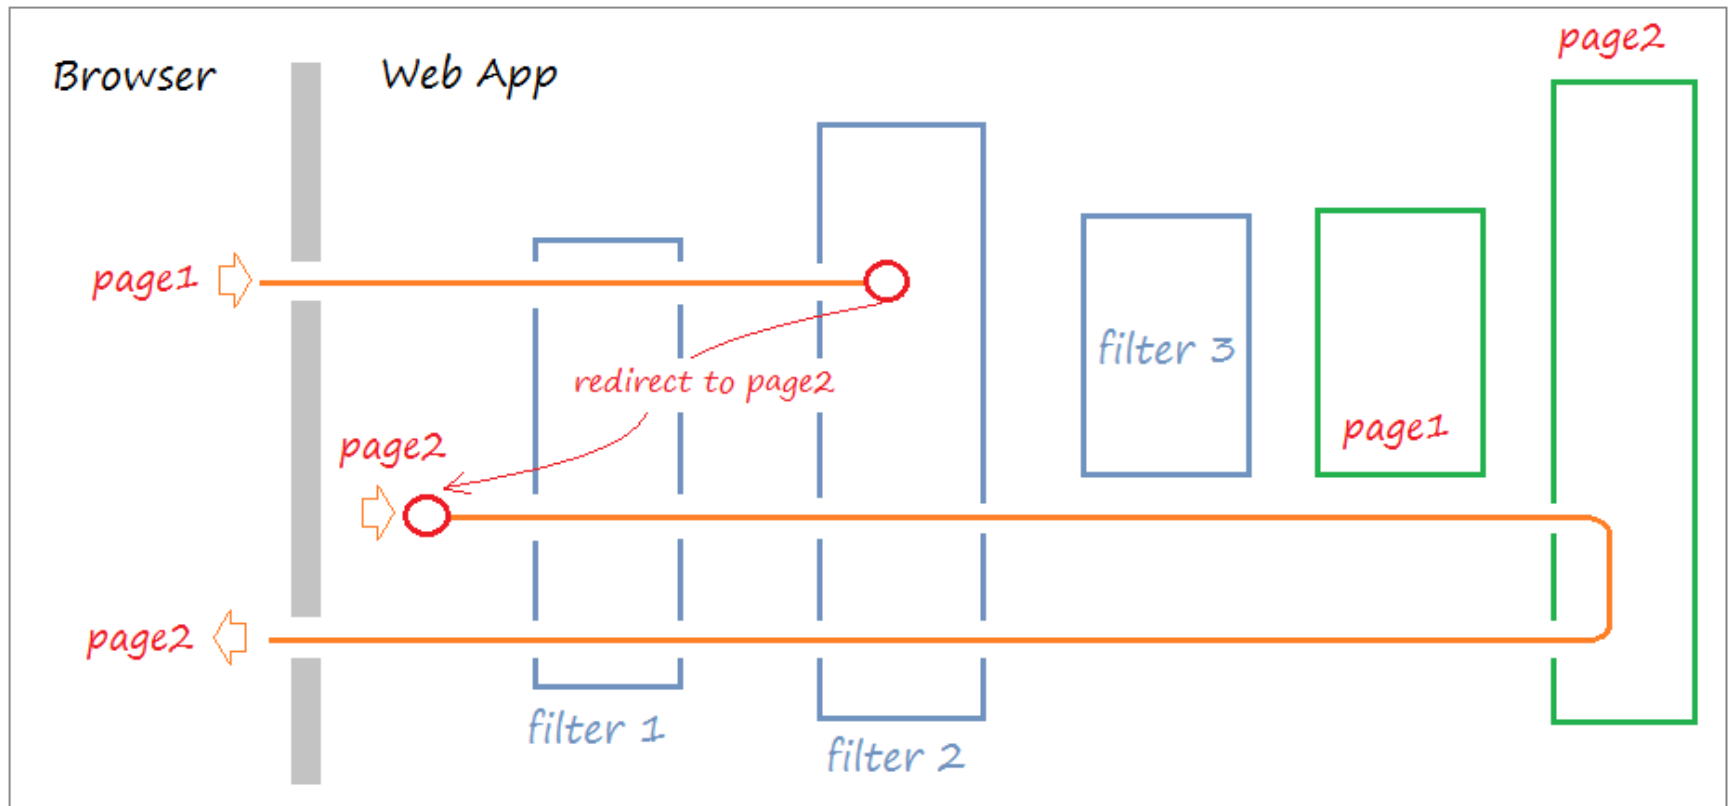 Browser
Web App
page2
page1
filter 3
redirect to page2
page1
page2
page2
filter 1
filter 2